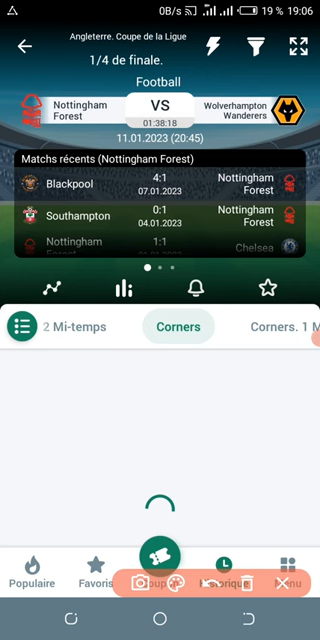 0B/s 19 % 19:06
Angleterre. Coupe de la Ligue
1/4 de finale.
Football
Nottingham Forest VS Wolverhampton Wanderers
01:38:18
11.01.2023 (20:45)
Matchs récents (Nottingham Forest)
Blackpool 4:1 Nottingham Forest
07.01.2023
Southampton 0:1 Nottingham Forest
04.01.2023
Nottingham Forest 1:1 Chelsea
2 Mi-temps Corners Corners. 1 M
Populaire Favoris Historique Menu